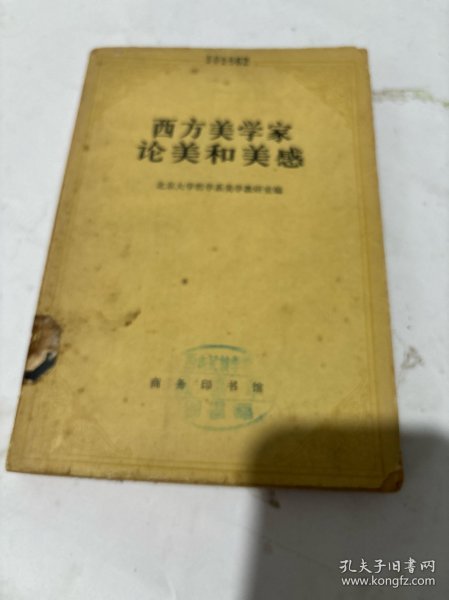 西方美学家
论美和美感
北京大学哲学系美学教研室编
商务印书馆
孔夫子旧书网
www.kongfz.com